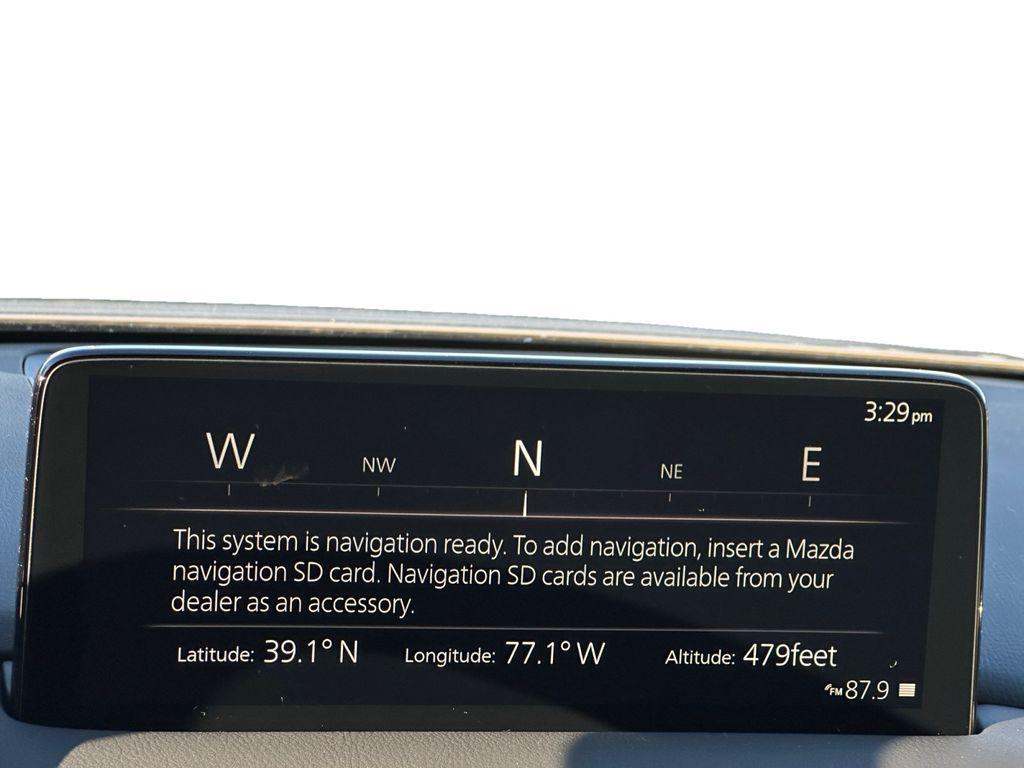 3:29 pm
W NW N NE E
This system is navigation ready. To add navigation, insert a Mazda
navigation SD card. Navigation SD cards are available from your
dealer as an accessory.
Latitude: 39.1° N Longitude: 77.1° W Altitude: 479feet
FM 87.9